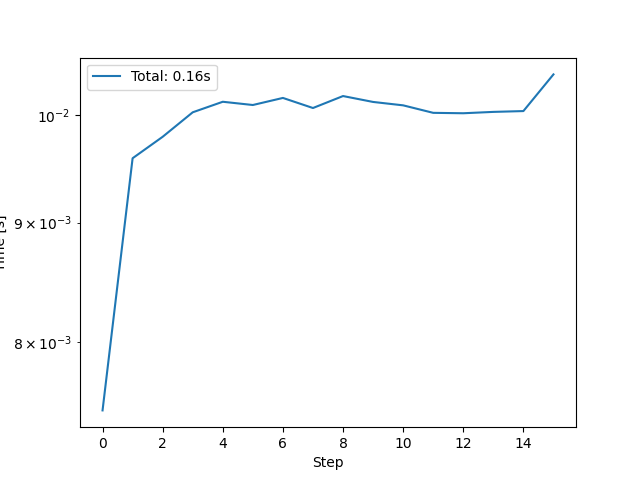 Total: 0.16s
10⁻²
9 × 10⁻³
8 × 10⁻³
Time [s]
0 2 4 6 8 10 12 14
Step